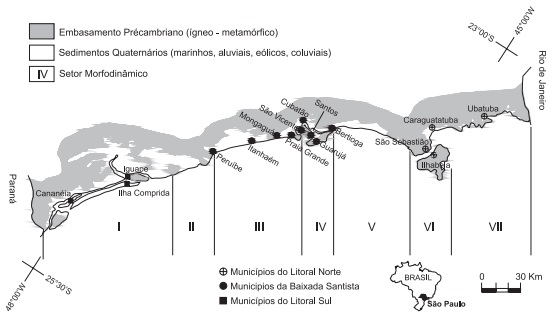 Embasamento Précambriano (ígneo - metamórfico)
Sedimentos Quaternários (marinhos, aluviais, eólicos, coluviais)
IV Setor Morfodinâmico
23°00'S
45°00'W
Rio de Janeiro
Ubatuba
Caraguatatuba
São Sebastião
Ilhabela
Cubatão
Santos
São Vicente
Mongaguá
Bertioga
Guarujá
Praia Grande
Itanhaém
Peruíbe
Iguape
Ilha Comprida
Cananéia
Paraná
I II III IV V VI VII
48°00'W
25°30'S
Municípios do Litoral Norte
Municípios da Baixada Santista
Municípios do Litoral Sul
BRASIL
São Paulo
0 30 Km